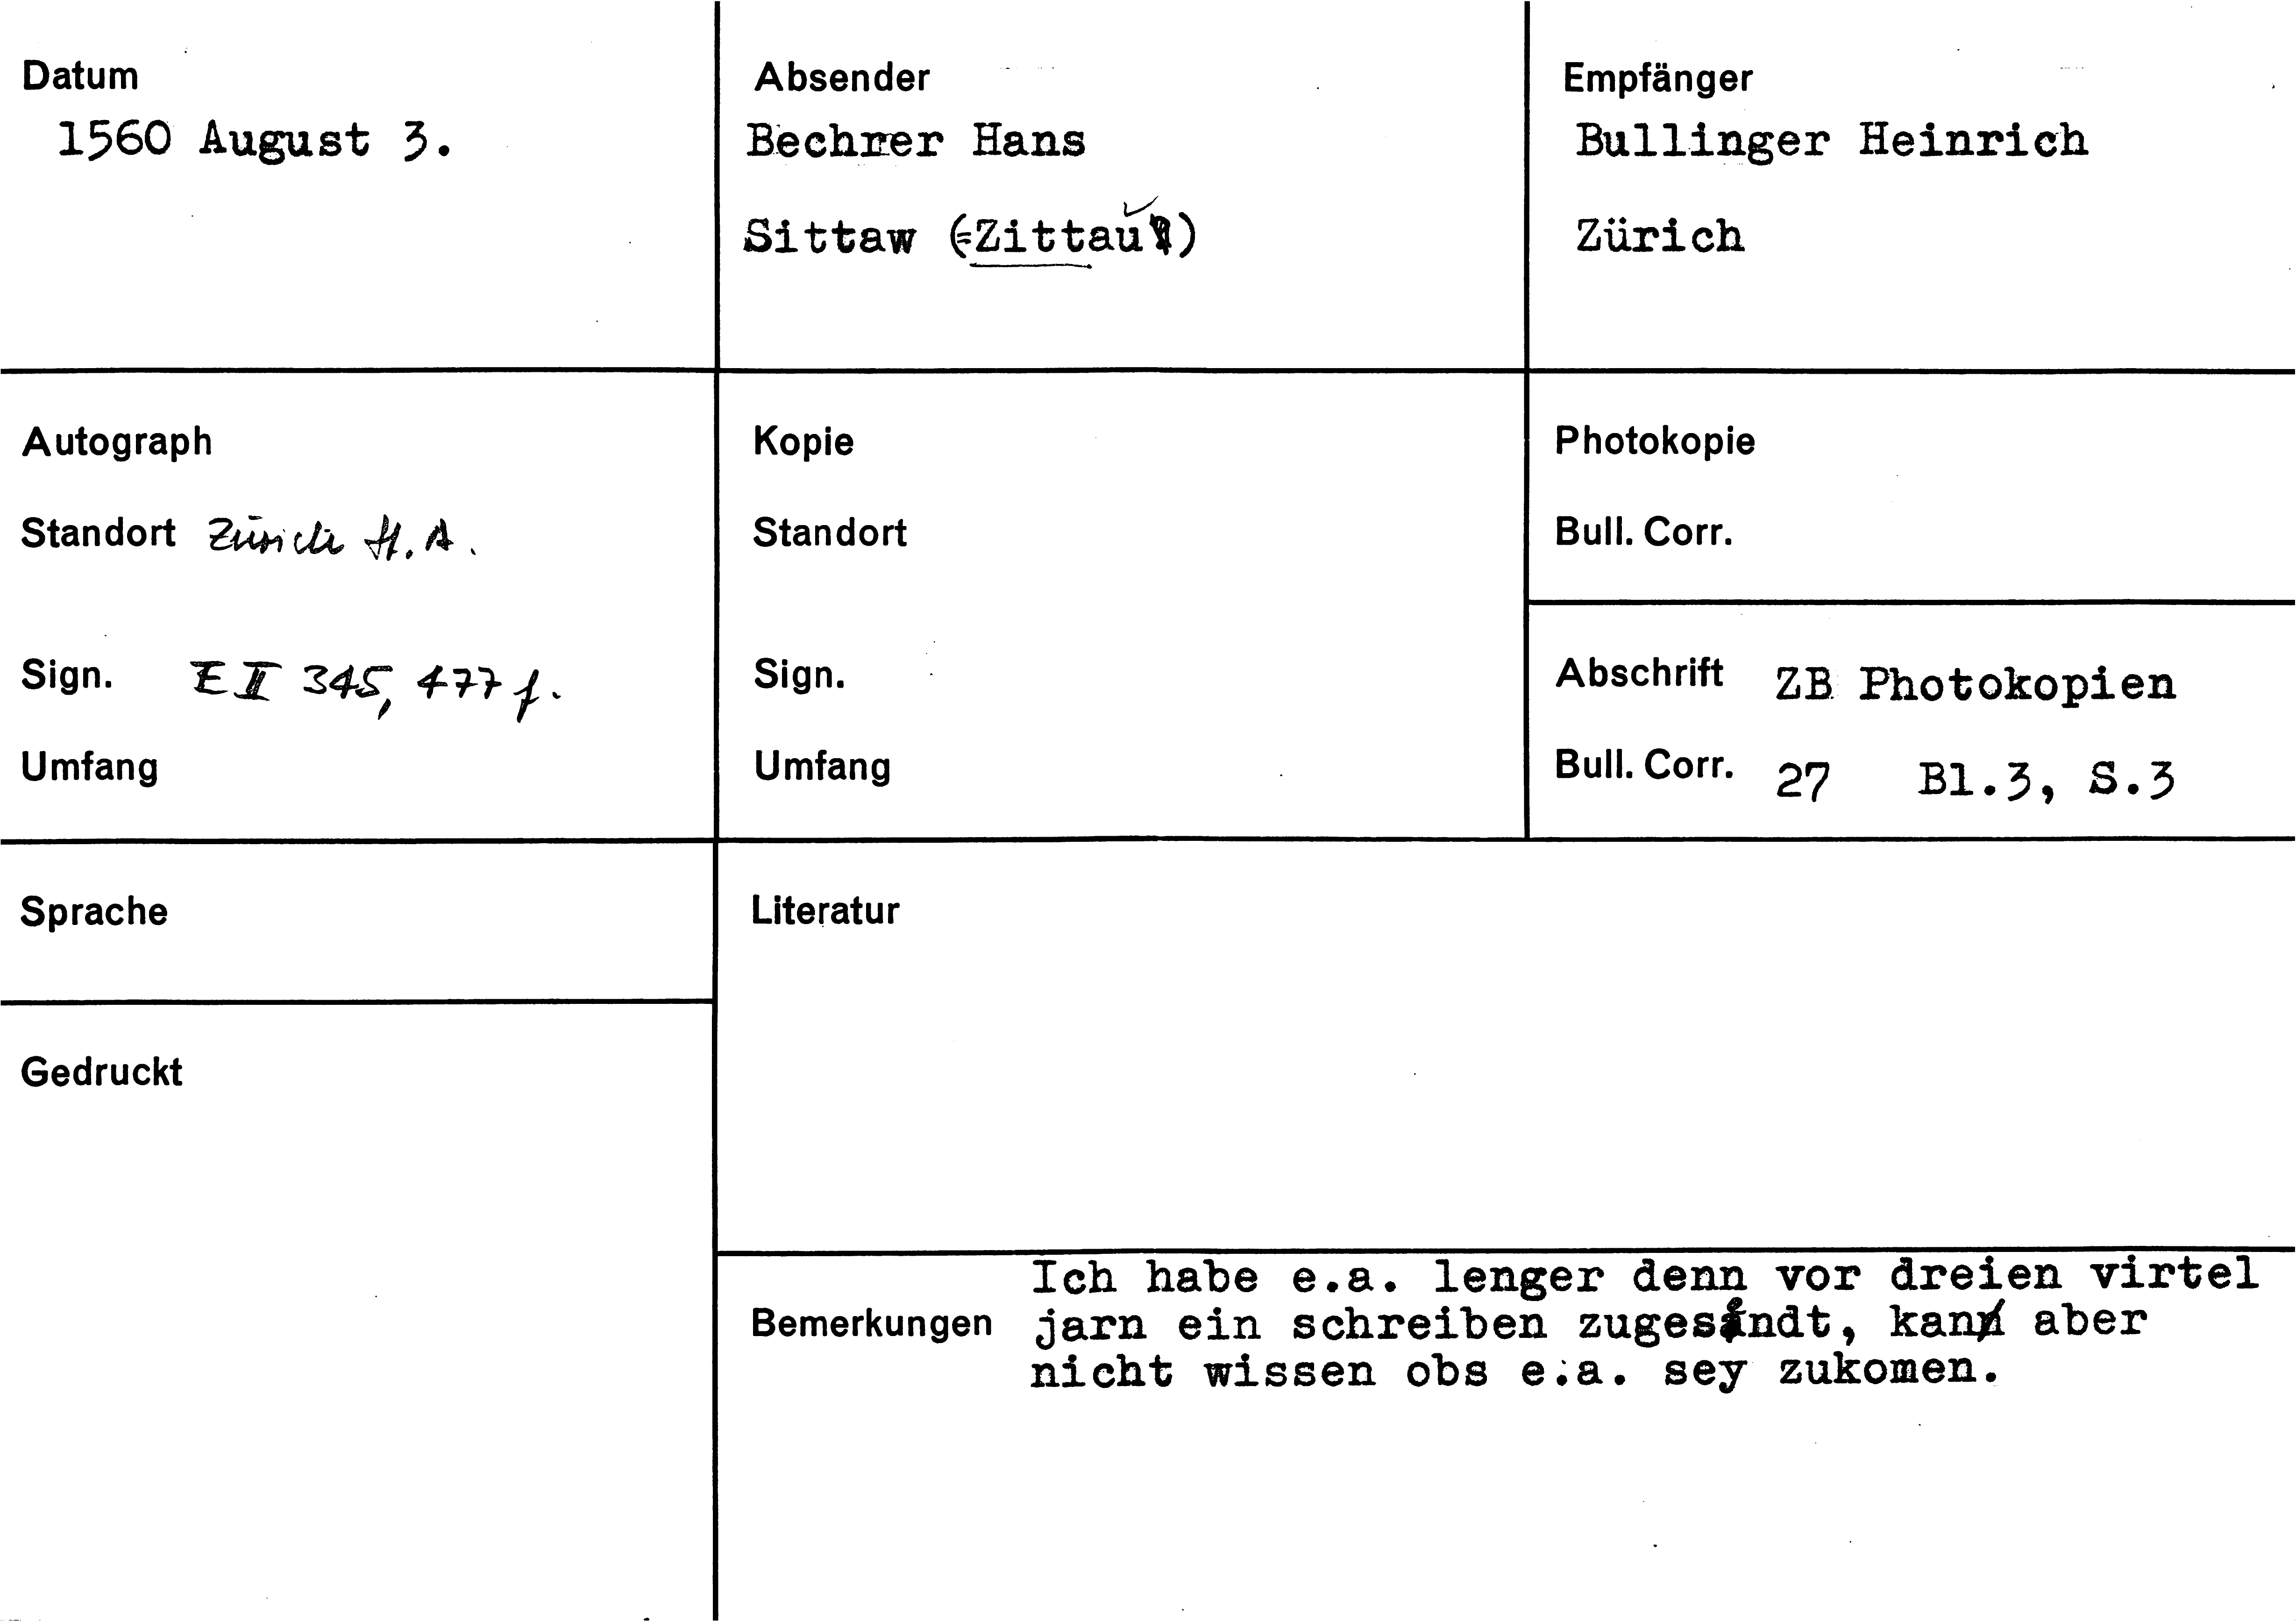 Datum
1560 August 3.
Absender
Bechrer Hans
Sittaw (=Zittau)
Empfänger
Bullinger Heinrich
Zürich
Autograph
Standort Zürich St. A.
Sign. E II 345, 477 f.
Umfang
Kopie
Standort
Sign.
Umfang
Photokopie
Bull. Corr.
Abschrift ZB Photokopien
Bull. Corr. 27 Bl.3, S.3
Sprache
Gedruckt
Literatur
Bemerkungen
Ich habe e.a. lenger denn vor dreien virtel
jarn ein schreiben, kan aber
nicht wissen obs e.a. sey zukomen.